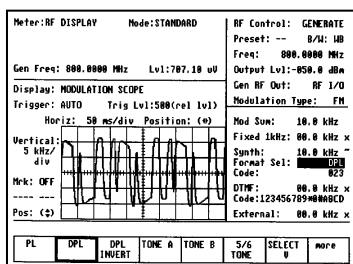 Meter:RF DISPLAY Mode:STANDARD
Gen Freq: 800.0000 MHz Lvl:707.10 uV
Display: MODULATION SCOPE
Trigger: AUTO Trig Lvl:500(rel lvl)
Horiz: 50 ms/div Position: (↔)
Vertical:
5 kHz/
div
Mrk: OFF
---- ----
Pos: (↕)
RF Control: GENERATE
Preset: -- B/W: WB
Freq: 800.0000 MHz
Output Lvl:-050.0 dBm
Gen RF Out: RF I/O
Modulation Type: FM
Mod Sum: 10.0 kHz
Fixed 1kHz: 00.0 kHz x
Synth: 10.0 kHz ~
Format Sel: DPL
Code: 023
DTMF: 00.0 kHz x
Code:123456789*0#ABCD
External: 00.0 kHz x
PL
DPL
DPL INVERT
TONE A
TONE B
5/6 TONE
SELECT V
more